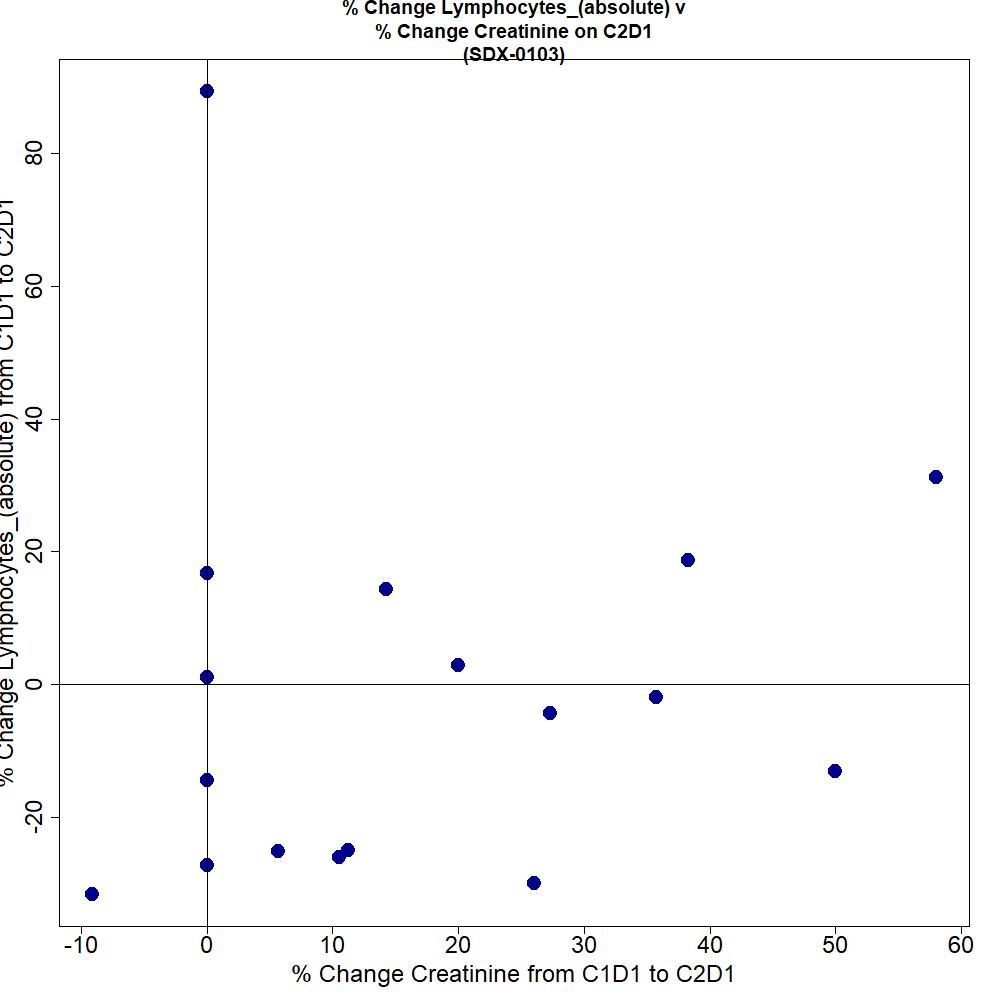 % Change Lymphocytes_(absolute) v
% Change Creatinine on C2D1
(SDX-0103)
% Change Lymphocytes_(absolute) from C1D1 to C2D1
80
60
40
20
0
-20
-10 0 10 20 30 40 50 60
% Change Creatinine from C1D1 to C2D1